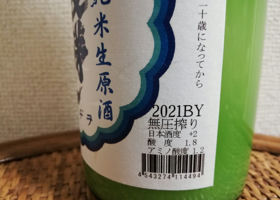 二十歳になってから
純米生原酒
2021BY
無圧搾り
日本酒度 +2
酸 度 1.8
アミノ酸度 1.2
4543274114494